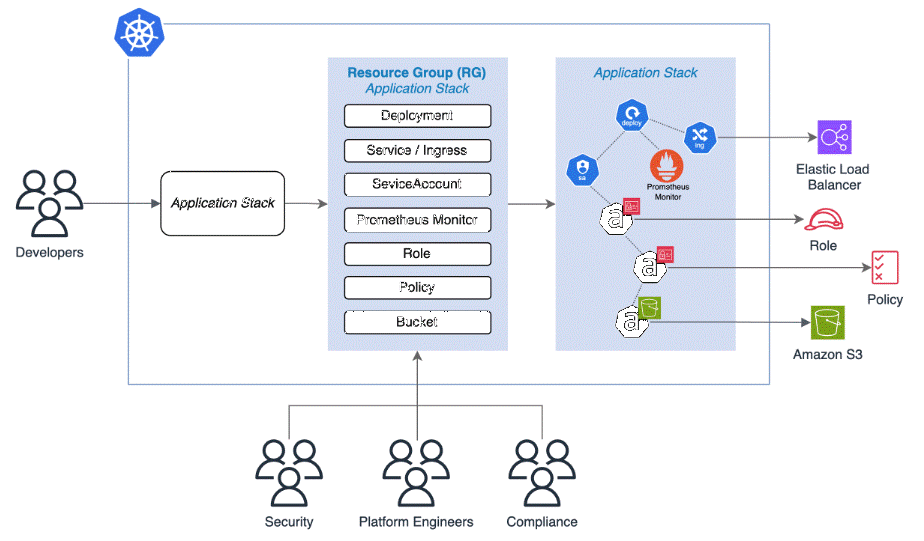 Resource Group (RG)
Application Stack
Deployment
Service / Ingress
SeviceAccount
Prometheus Monitor
Role
Policy
Bucket
Application Stack
deploy
ing
sa
Prometheus
Monitor
a
a
a
Elastic Load
Balancer
Role
Policy
Amazon S3
Developers
Application Stack
Security
Platform Engineers
Compliance